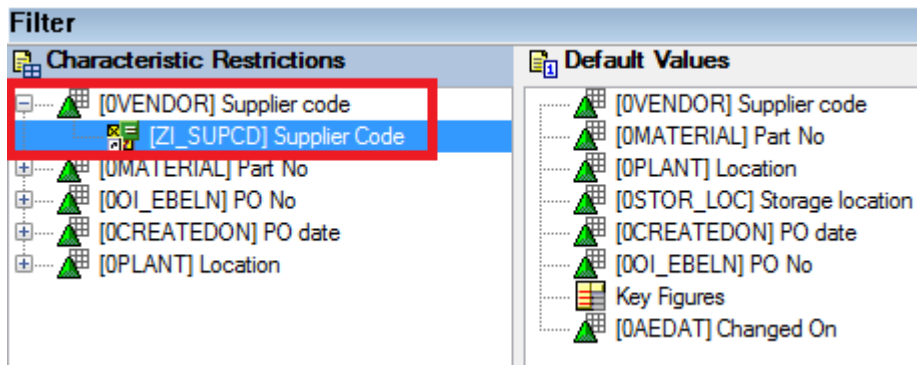 Filter
Characteristic Restrictions
[0VENDOR] Supplier code
[ZI_SUPCD] Supplier Code
[0MATERIAL] Part No
[0OI_EBELN] PO No
[0CREATEDON] PO date
[0PLANT] Location
Default Values
[0VENDOR] Supplier code
[0MATERIAL] Part No
[0PLANT] Location
[0STOR_LOC] Storage location
[0CREATEDON] PO date
[0OI_EBELN] PO No
Key Figures
[0AEDAT] Changed On